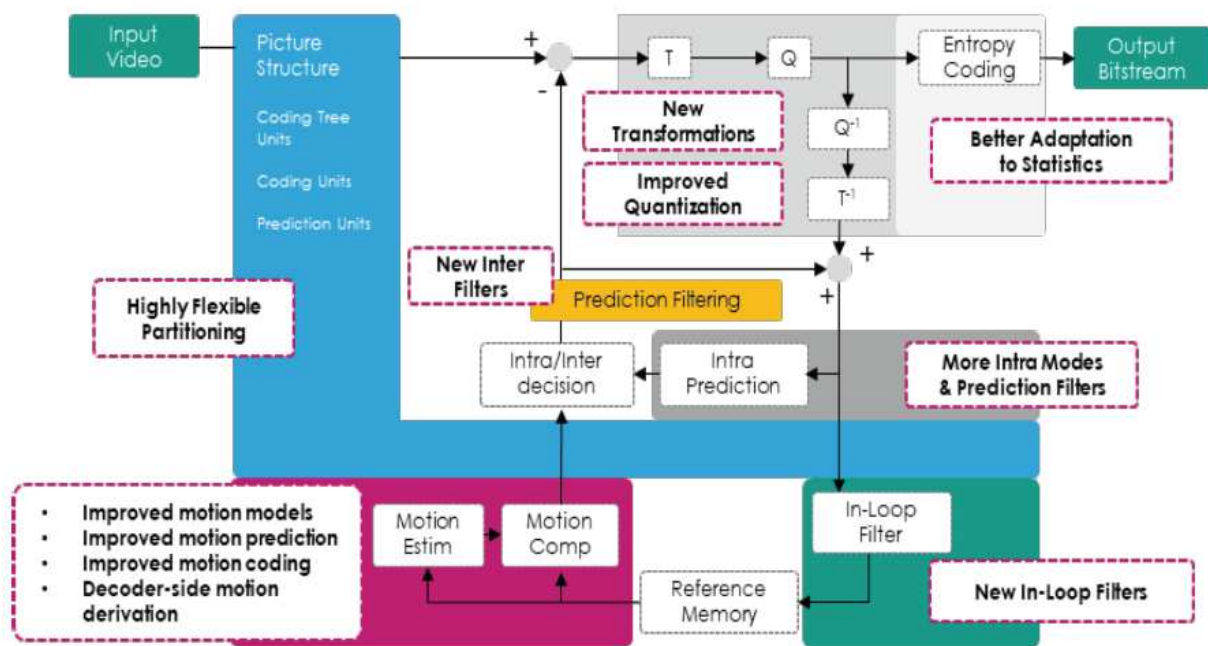 Input
Video
Picture
Structure
Coding Tree
Units
Coding Units
Prediction Units
+
-
T
Q
Entropy
Coding
Output
Bitstream
New
Transformations
Q-1
Better Adaptation
to Statistics
Improved
Quantization
T-1
+
+
New Inter
Filters
Highly Flexible
Partitioning
Prediction Filtering
Intra/Inter
decision
Intra
Prediction
More Intra Modes
& Prediction Filters
• Improved motion models
• Improved motion prediction
• Improved motion coding
• Decoder-side motion
derivation
Motion
Estim
Motion
Comp
Reference
Memory
In-Loop
Filter
New In-Loop Filters